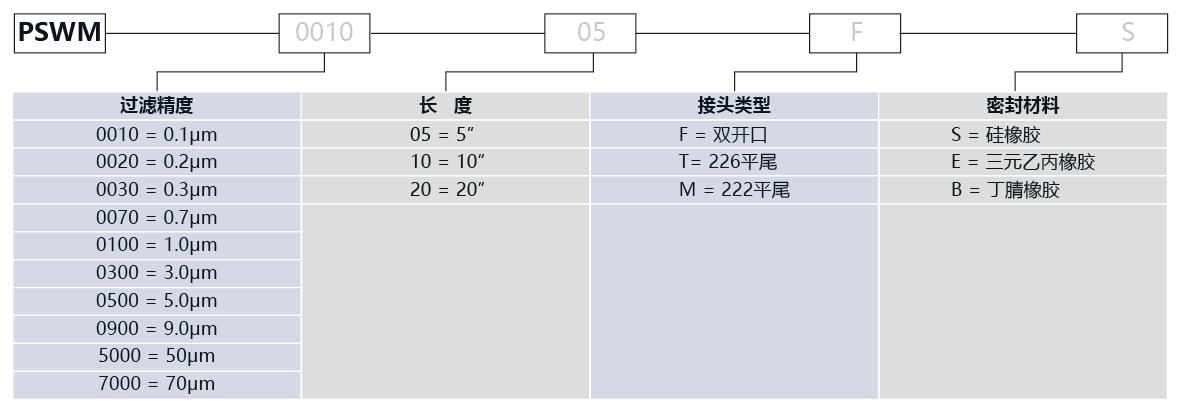 PSWM 0010 05 F S
过滤精度 长 度 接头类型 密封材料
0010 = 0.1μm 05 = 5″ F = 双开口 S = 硅橡胶
0020 = 0.2μm 10 = 10″ T= 226平尾 E = 三元乙丙橡胶
0030 = 0.3μm 20 = 20″ M = 222平尾 B = 丁腈橡胶
0070 = 0.7μm
0100 = 1.0μm
0300 = 3.0μm
0500 = 5.0μm
0900 = 9.0μm
5000 = 50μm
7000 = 70μm